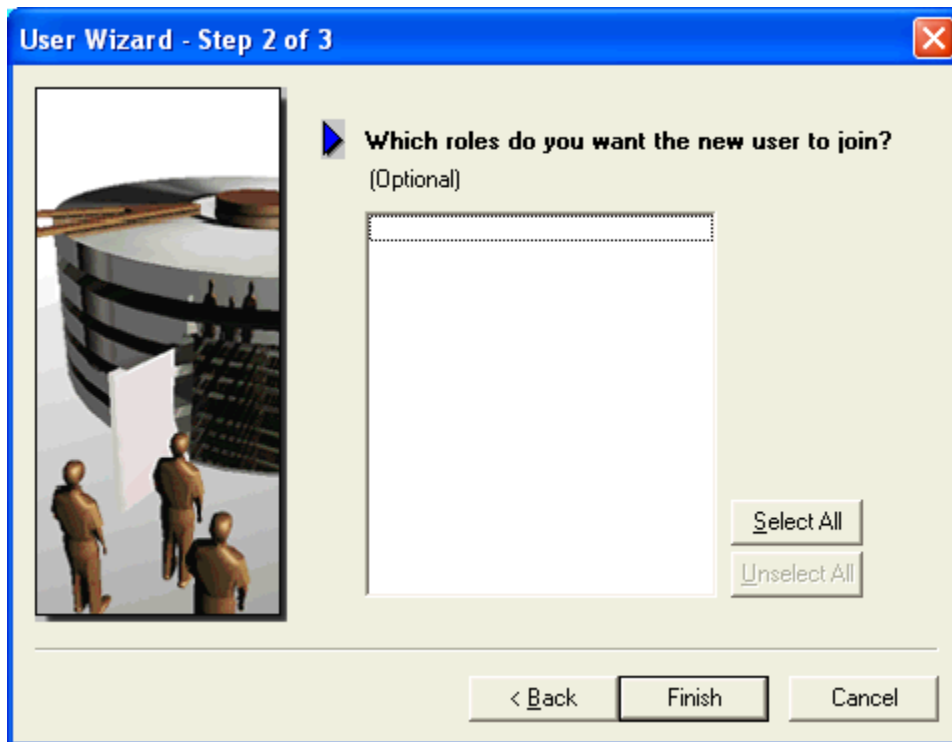 User Wizard - Step 2 of 3
Which roles do you want the new user to join?
(Optional)
Select All
Unselect All
< Back
Finish
Cancel